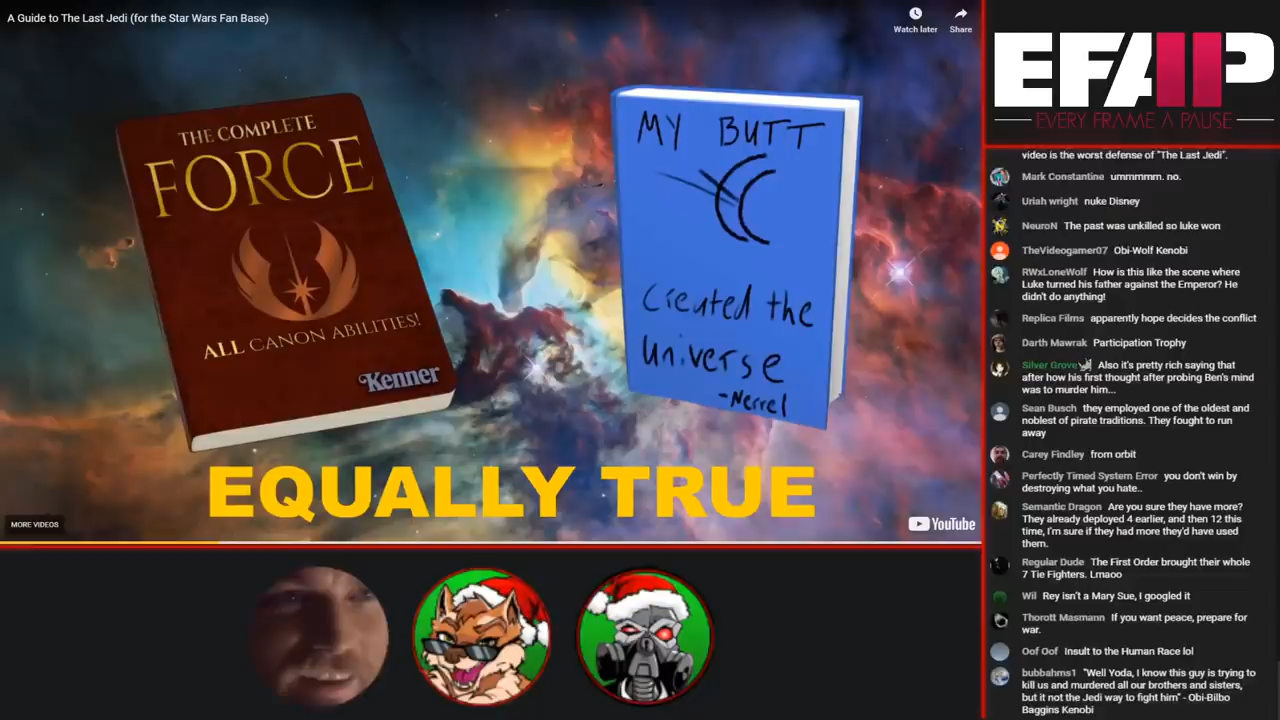 A Guide to The Last Jedi (for the Star Wars Fan Base)
Watch later
Share
THE COMPLETE
FORCE
ALL CANON ABILITIES!
Kenner
MY BUTT
Created the
Universe
-Nerrel
EQUALLY TRUE
MORE VIDEOS
YouTube
EFAP
EVERY FRAME A PAUSE
video is the worst defense of "The Last Jedi".
Mark Constantine ummmmm. no.
Uriah wright nuke Disney
NeuroN The past was unkilled so luke won
TheVideogamer07 Obi-Wolf Kenobi
RWxLoneWolf How is this like the scene where
Luke turned his father against the Emperor? He
didn't do anything!
Replica Films apparently hope decides the conflict
Darth Mawrak Participation Trophy
Silver Grove Also it's pretty rich saying that
after how his first thought after probing Ben's mind
was to murder him...
Sean Busch they employed one of the oldest and
noblest of pirate traditions. They fought to run
away
Carey Findley from orbit
Perfectly Timed System Error you don't win by
destroying what you hate..
Semantic Dragon Are you sure they have more?
They already deployed 4 earlier, and then 12 this
time, I'm sure if they had more they'd have used
them.
Regular Dude The First Order brought their whole
7 Tie Fighters. Lmaoo
Wil Rey isn't a Mary Sue, I googled it
Thorott Masmann If you want peace, prepare for
war.
Oof Oof Insult to the Human Race lol
bubbahms1 "Well Yoda, I know this guy is trying to
kill us and murdered all our brothers and sisters,
but it not the Jedi way to fight him" - Obi-Bilbo
Baggins Kenobi